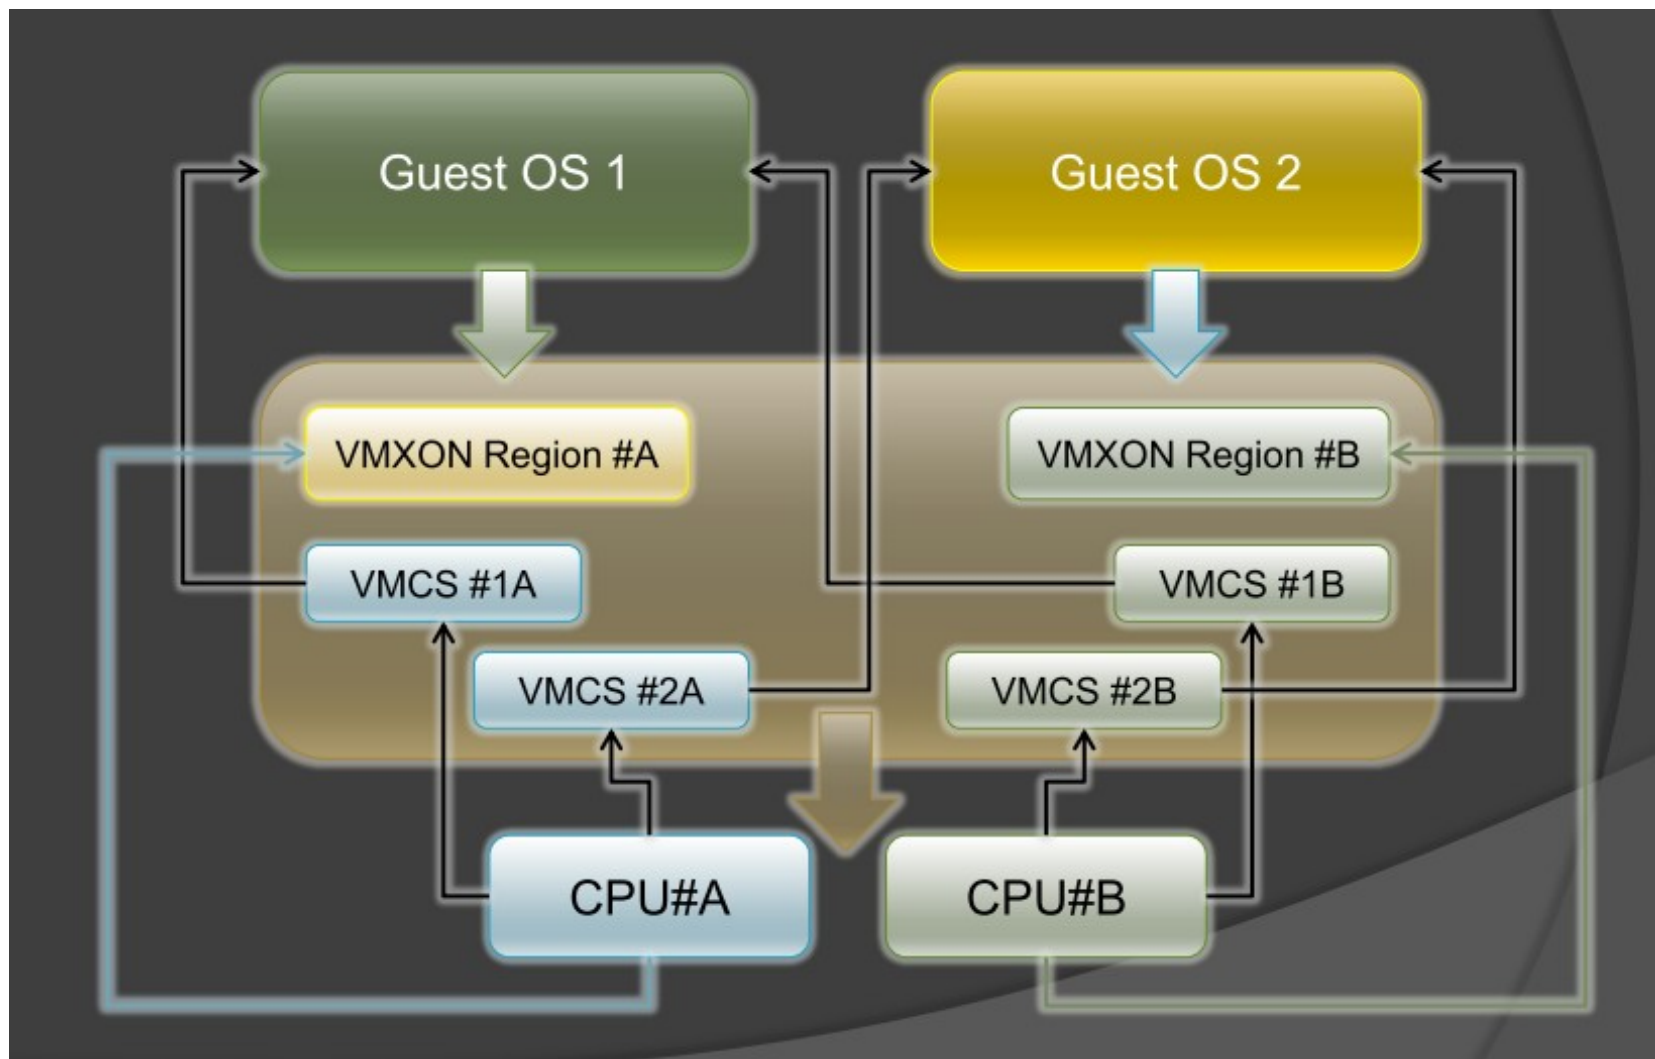 Guest OS 1
Guest OS 2
VMXON Region #A
VMXON Region #B
VMCS #1A
VMCS #1B
VMCS #2A
VMCS #2B
CPU#A
CPU#B